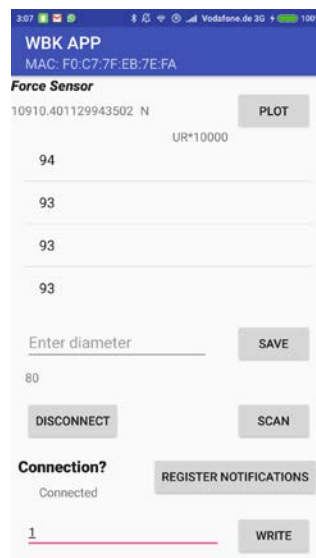 3:07 ... Vodafone.de 3G 100
WBK APP
MAC: F0:C7:7F:EB:7E:FA
Force Sensor
10910.401129943502 N PLOT
UR*10000
94
93
93
93
Enter diameter SAVE
80
DISCONNECT SCAN
Connection? REGISTER NOTIFICATIONS
Connected
1 WRITE